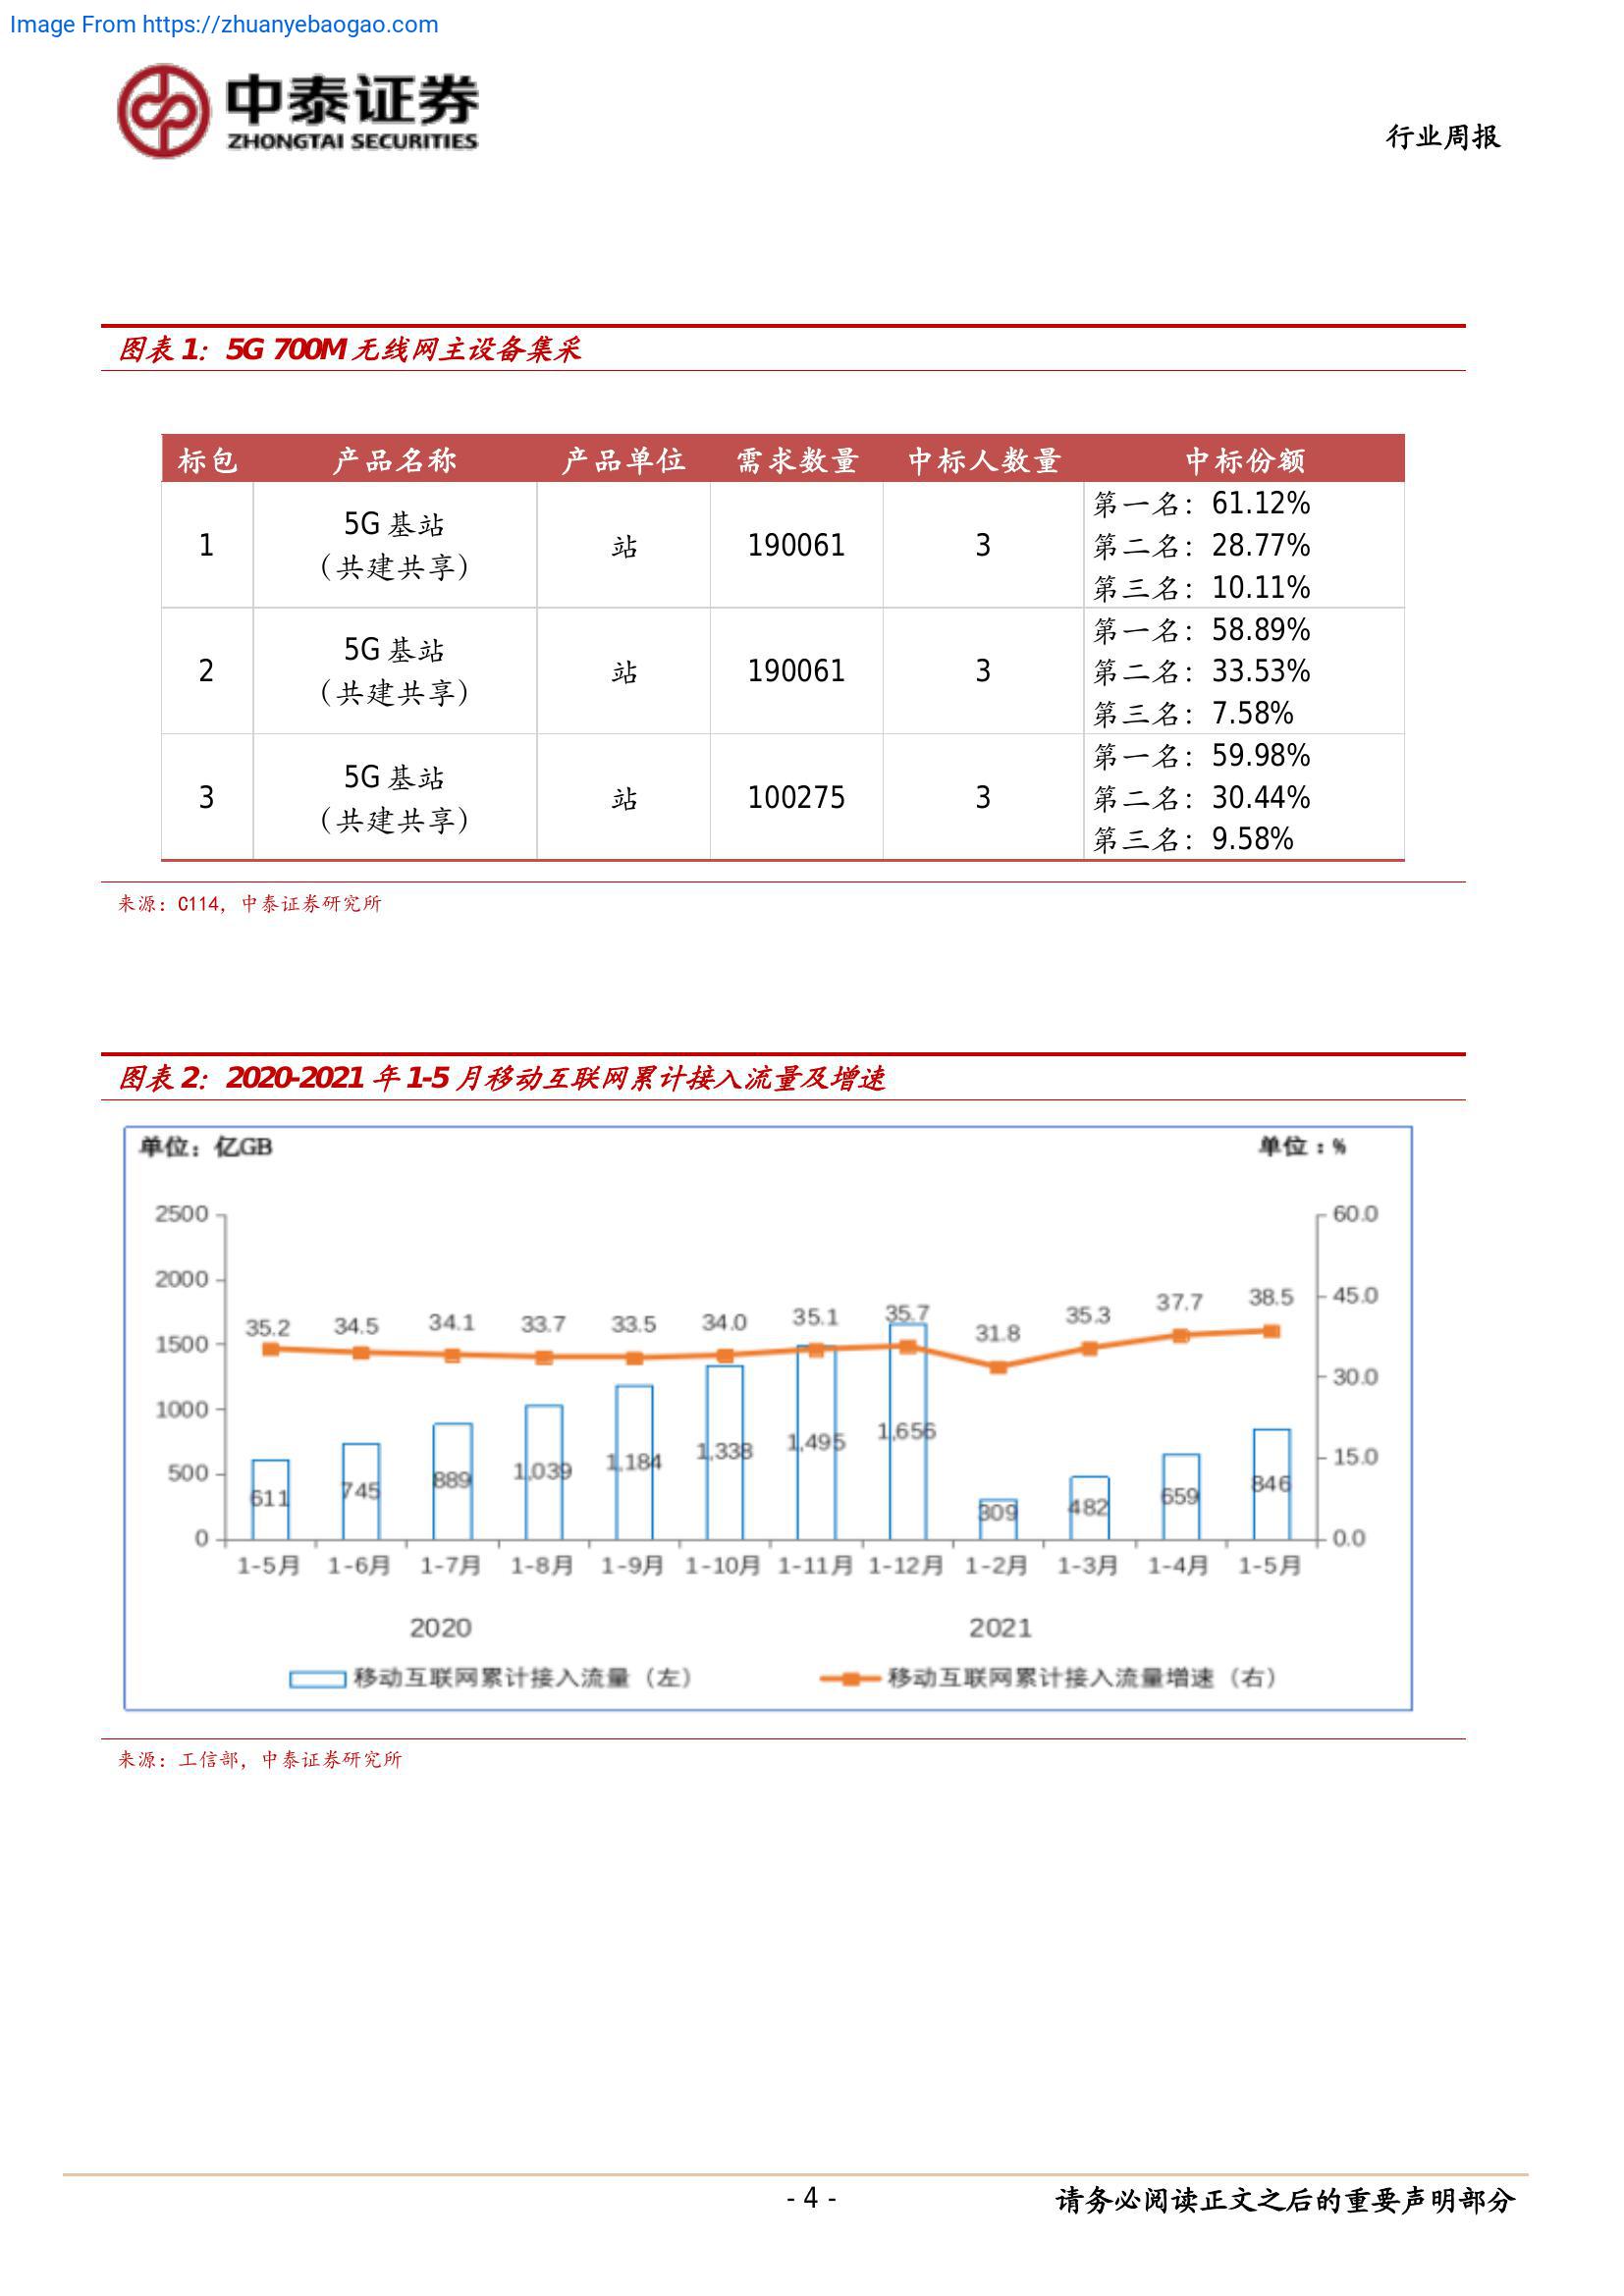 Image From https://zhuanyebaogao.com
中泰证券
ZHONGTAI SECURITIES
行业周报
图表 1：5G 700M 无线网主设备集采
标包 产品名称 产品单位 需求数量 中标人数量 中标份额
1 5G 基站（共建共享） 站 190061 3 第一名：61.12%
第二名：28.77%
第三名：10.11%
2 5G 基站（共建共享） 站 190061 3 第一名：58.89%
第二名：33.53%
第三名：7.58%
3 5G 基站（共建共享） 站 100275 3 第一名：59.98%
第二名：30.44%
第三名：9.58%
来源：C114，中泰证券研究所
图表 2：2020-2021 年 1-5 月移动互联网累计接入流量及增速
单位：亿GB 单位：%
2500
2000
1500
1000
500
0
35.2 34.5 34.1 33.7 33.5 34.0 35.1 35.7 31.8 35.3 37.7 38.5
611 745 889 1,039 1,184 1,338 1,495 1,656 309 482 659 846
60.0
45.0
30.0
15.0
0.0
1-5月 1-6月 1-7月 1-8月 1-9月 1-10月 1-11月 1-12月 1-2月 1-3月 1-4月 1-5月
2020 2021
移动互联网累计接入流量（左） 移动互联网累计接入流量增速（右）
来源：工信部，中泰证券研究所
- 4 -
请务必阅读正文之后的重要声明部分